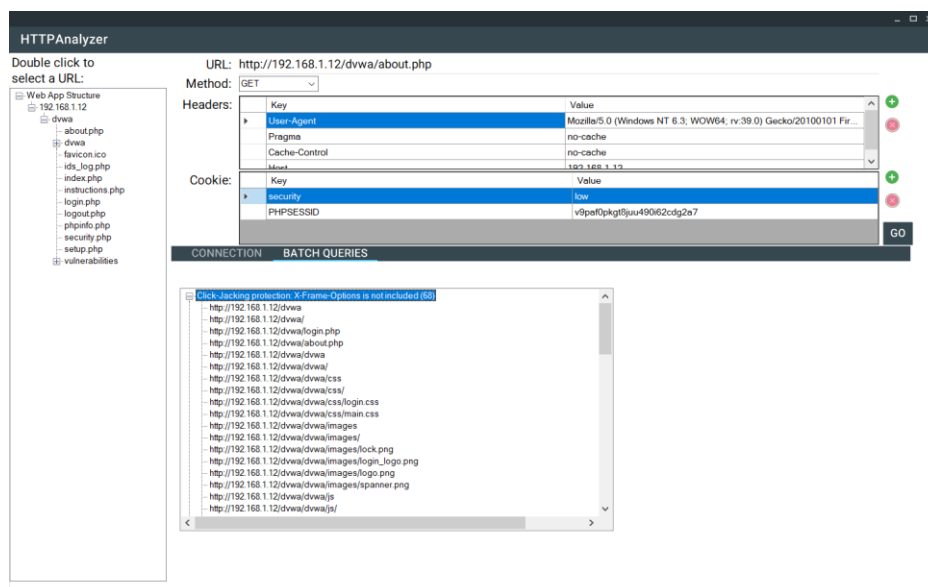 HTTPAnalyzer
Double click to
select a URL:
Web App Structure
192.168.1.12
dvwa
about.php
dvwa
favicon.ico
ids_log.php
index.php
instructions.php
login.php
logout.php
phpinfo.php
security.php
setup.php
vulnerabilities
URL: http://192.168.1.12/dvwa/about.php
Method: GET
Headers:
Key Value
User-Agent Mozilla/5.0 (Windows NT 6.3; WOW64; rv:39.0) Gecko/20100101 Fir...
Pragma no-cache
Cache-Control no-cache
Host 192.168.1.12
Cookie:
Key Value
security low
PHPSESSID v9paf0pkgt8juu490i62cdg2a7
GO
CONNECTION BATCH QUERIES
Click-Jacking protection: X-Frame-Options is not included (68)
http://192.168.1.12/dvwa
http://192.168.1.12/dvwa/
http://192.168.1.12/dvwa/login.php
http://192.168.1.12/dvwa/about.php
http://192.168.1.12/dvwa/dvwa
http://192.168.1.12/dvwa/dvwa/
http://192.168.1.12/dvwa/dvwa/css
http://192.168.1.12/dvwa/dvwa/css/
http://192.168.1.12/dvwa/dvwa/css/login.css
http://192.168.1.12/dvwa/dvwa/css/main.css
http://192.168.1.12/dvwa/dvwa/images
http://192.168.1.12/dvwa/dvwa/images/
http://192.168.1.12/dvwa/dvwa/images/lock.png
http://192.168.1.12/dvwa/dvwa/images/login_logo.png
http://192.168.1.12/dvwa/dvwa/images/logo.png
http://192.168.1.12/dvwa/dvwa/images/spanner.png
http://192.168.1.12/dvwa/dvwa/js
http://192.168.1.12/dvwa/dvwa/js/